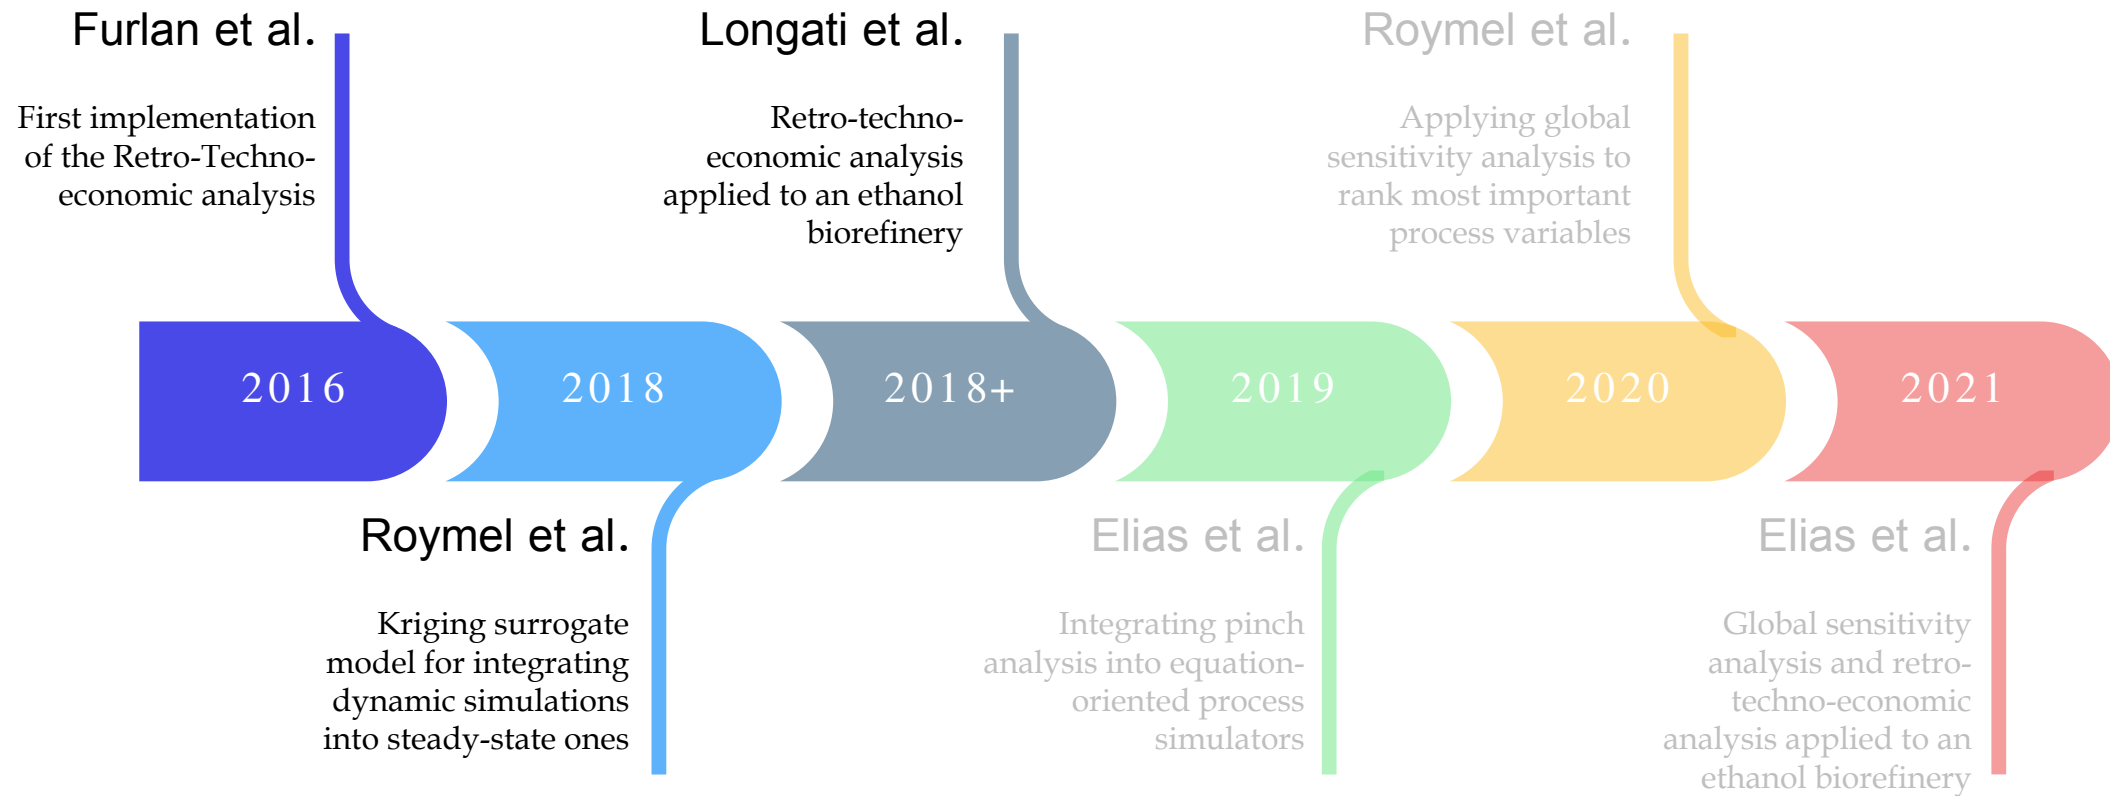 Furlan et al.
First implementation
of the Retro-Techno-
economic analysis
Longati et al.
Retro-techno-
economic analysis
applied to an ethanol
biorefinery
Roymel et al.
Applying global
sensitivity analysis to
rank most important
process variables
2016
2018
2018+
2019
2020
2021
Roymel et al.
Kriging surrogate
model for integrating
dynamic simulations
into steady-state ones
Elias et al.
Integrating pinch
analysis into equation-
oriented process
simulators
Elias et al.
Global sensitivity
analysis and retro-
techno-economic
analysis applied to an
ethanol biorefinery